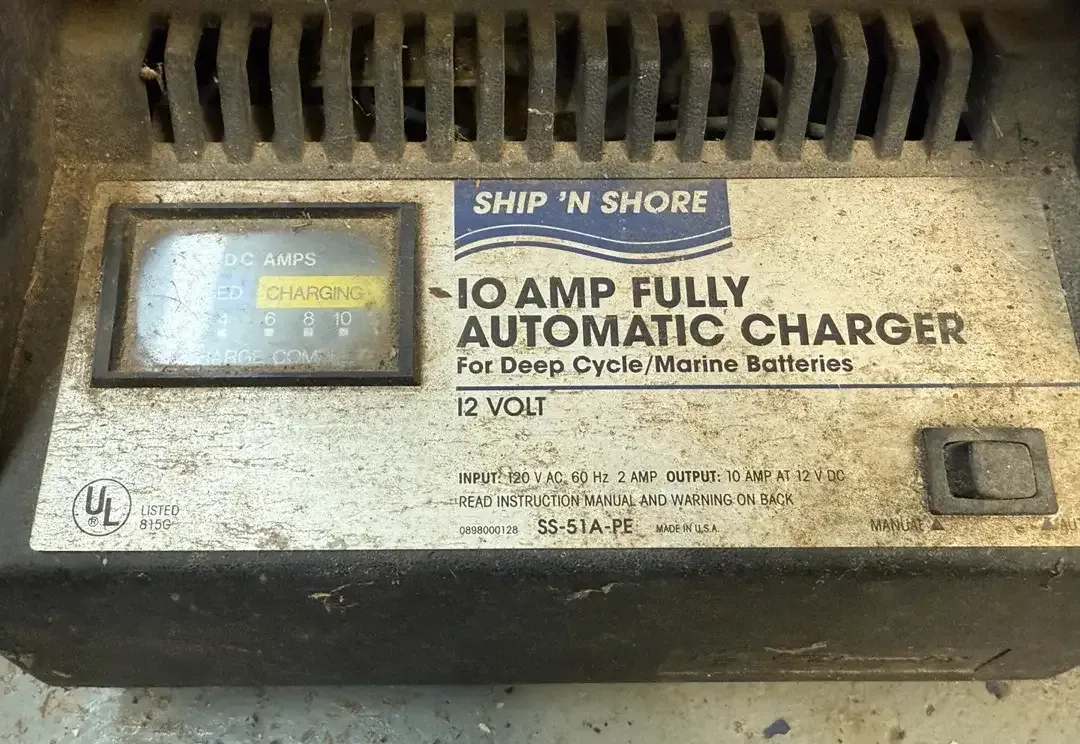 SHIP 'N SHORE
D.C. AMPS
CHARGING
4 6 8 10
10 AMP FULLY
AUTOMATIC CHARGER
For Deep Cycle/Marine Batteries
12 VOLT
INPUT: 120 V AC, 60 Hz 2 AMP OUTPUT: 10 AMP AT 12 V DC
READ INSTRUCTION MANUAL AND WARNING ON BACK
0898000128 SS-51A-PE MADE IN U.S.A.
UL
®
LISTED
815G
MANUAL